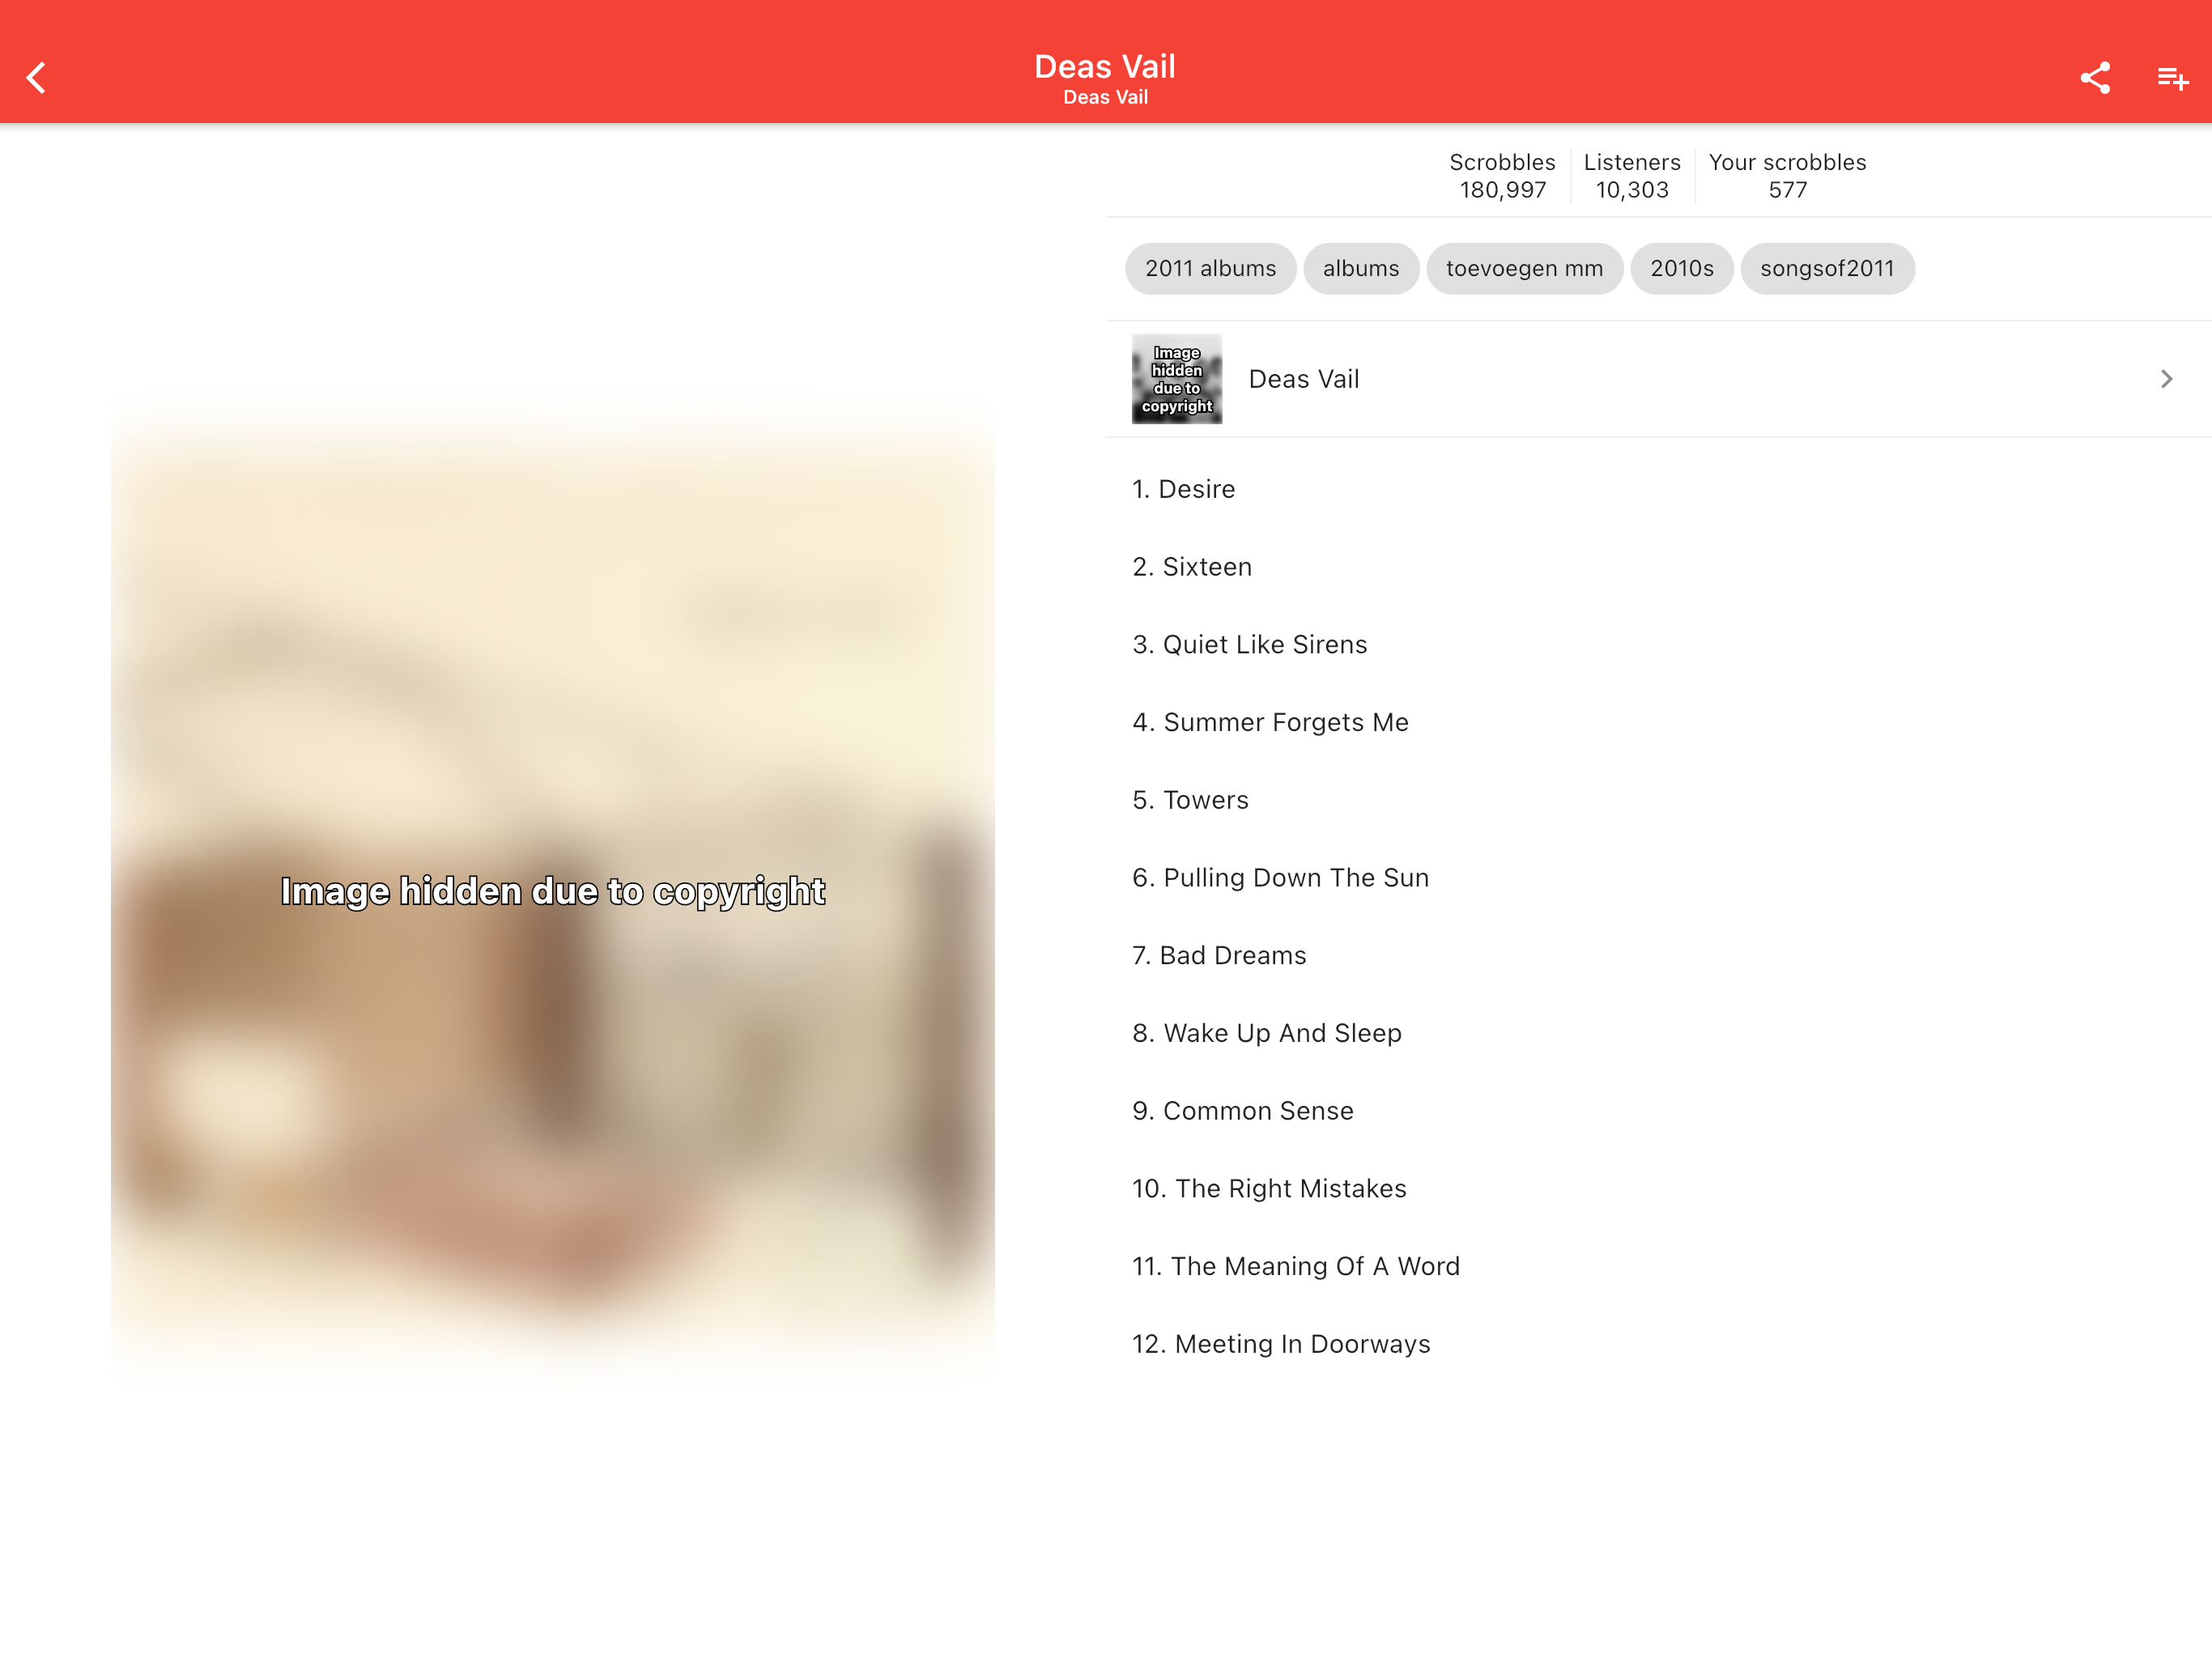 Deas Vail
Deas Vail
Scrobbles
180,997
Listeners
10,303
Your scrobbles
577
2011 albums
albums
toevoegen mm
2010s
songsof2011
Image
hidden
due to
copyright
Deas Vail
Image hidden due to copyright
1. Desire
2. Sixteen
3. Quiet Like Sirens
4. Summer Forgets Me
5. Towers
6. Pulling Down The Sun
7. Bad Dreams
8. Wake Up And Sleep
9. Common Sense
10. The Right Mistakes
11. The Meaning Of A Word
12. Meeting In Doorways